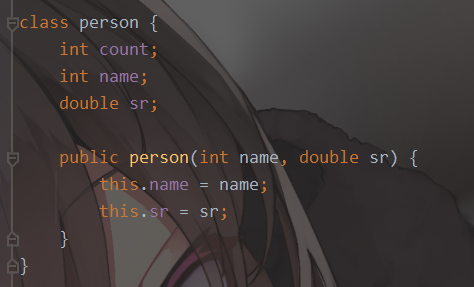 class person {
    int count;
    int name;
    double sr;

    public person(int name, double sr) {
        this.name = name;
        this.sr = sr;
    }
}